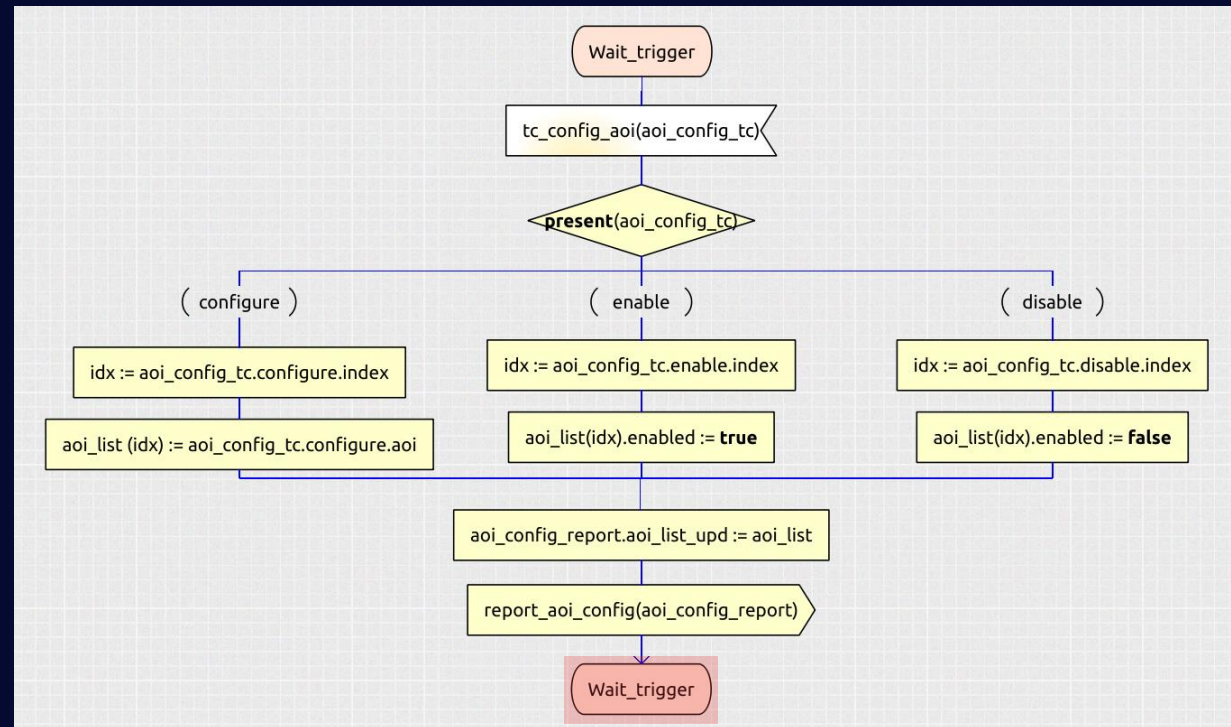 Wait_trigger
tc_config_aoi(aoi_config_tc)
present(aoi_config_tc)
( configure )
( enable )
( disable )
idx := aoi_config_tc.configure.index
idx := aoi_config_tc.enable.index
idx := aoi_config_tc.disable.index
aoi_list (idx) := aoi_config_tc.configure.aoi
aoi_list(idx).enabled := true
aoi_list(idx).enabled := false
aoi_config_report.aoi_list_upd := aoi_list
report_aoi_config(aoi_config_report)
Wait_trigger